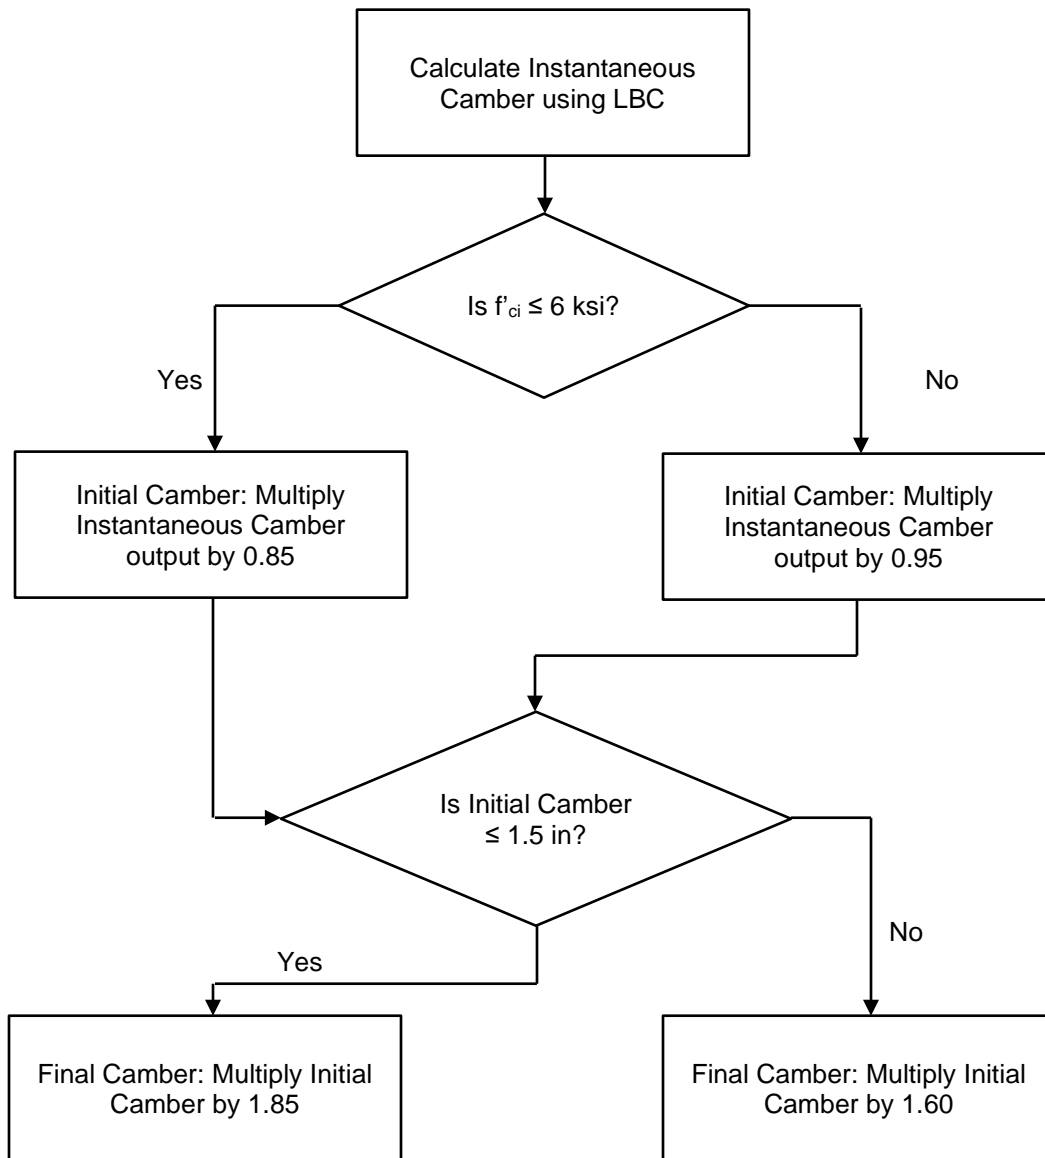 Calculate Instantaneous
Camber using LBC
Is f'ci ≤ 6 ksi?
Yes
No
Initial Camber: Multiply
Instantaneous Camber
output by 0.85
Initial Camber: Multiply
Instantaneous Camber
output by 0.95
Is Initial Camber
≤ 1.5 in?
Yes
No
Final Camber: Multiply Initial
Camber by 1.85
Final Camber: Multiply Initial
Camber by 1.60